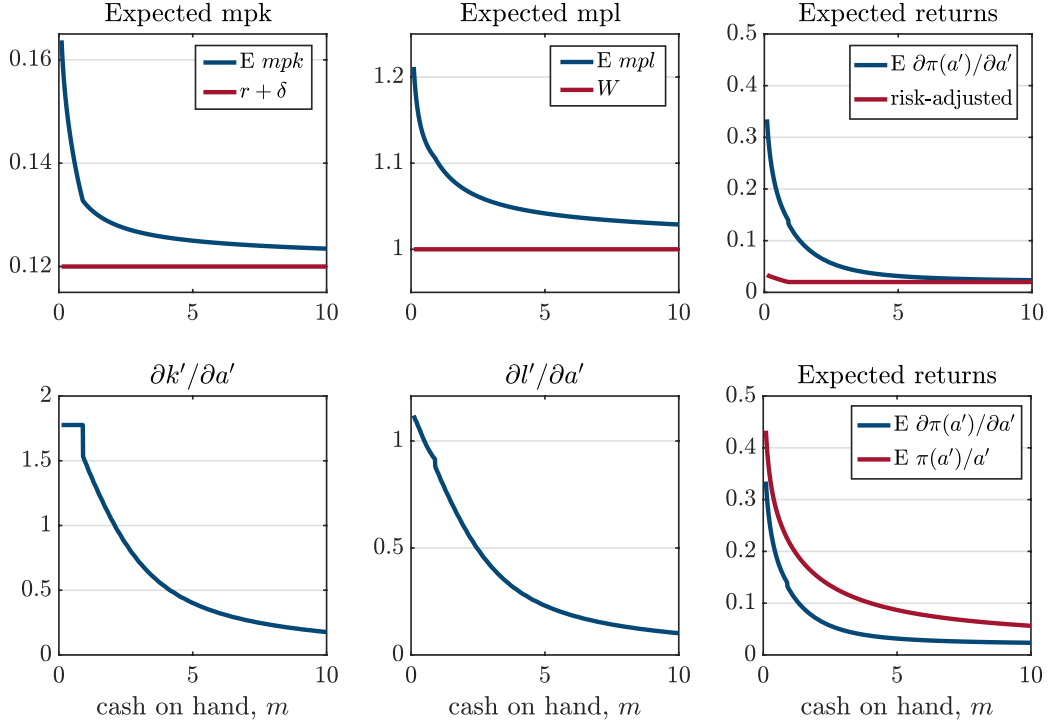 Expected mpk
0.16
0.14
0.12
E mpk
r + δ
0
5
10
Expected mpl
1.2
1.1
1
E mpl
W
0
5
10
Expected returns
0.5
0.4
0.3
0.2
0.1
0
E ∂π(a′)/∂a′
risk-adjusted
0
5
10
∂k′/∂a′
2
1.5
1
0.5
0
0
5
10
cash on hand, m
∂l′/∂a′
1
0.5
0
0
5
10
cash on hand, m
Expected returns
0.5
0.4
0.3
0.2
0.1
0
E ∂π(a′)/∂a′
E π(a′)/a′
0
5
10
cash on hand, m